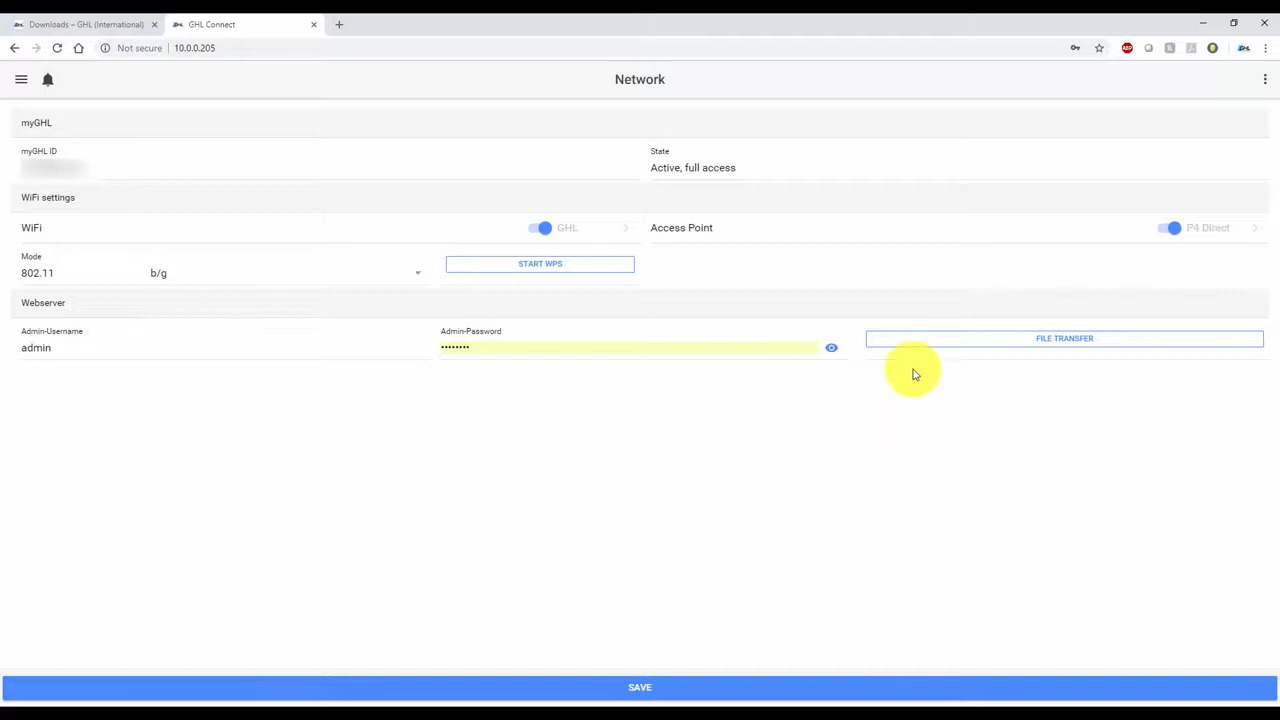 Downloads – GHL (International)
GHL Connect
Not secure
10.0.0.205
ABP
Network
myGHL
myGHL ID
State
Active, full access
WiFi settings
WiFi
GHL
Access Point
P4 Direct
Mode
802.11
b/g
START WPS
Webserver
Admin-Username
admin
Admin-Password
••••••••
FILE TRANSFER
SAVE